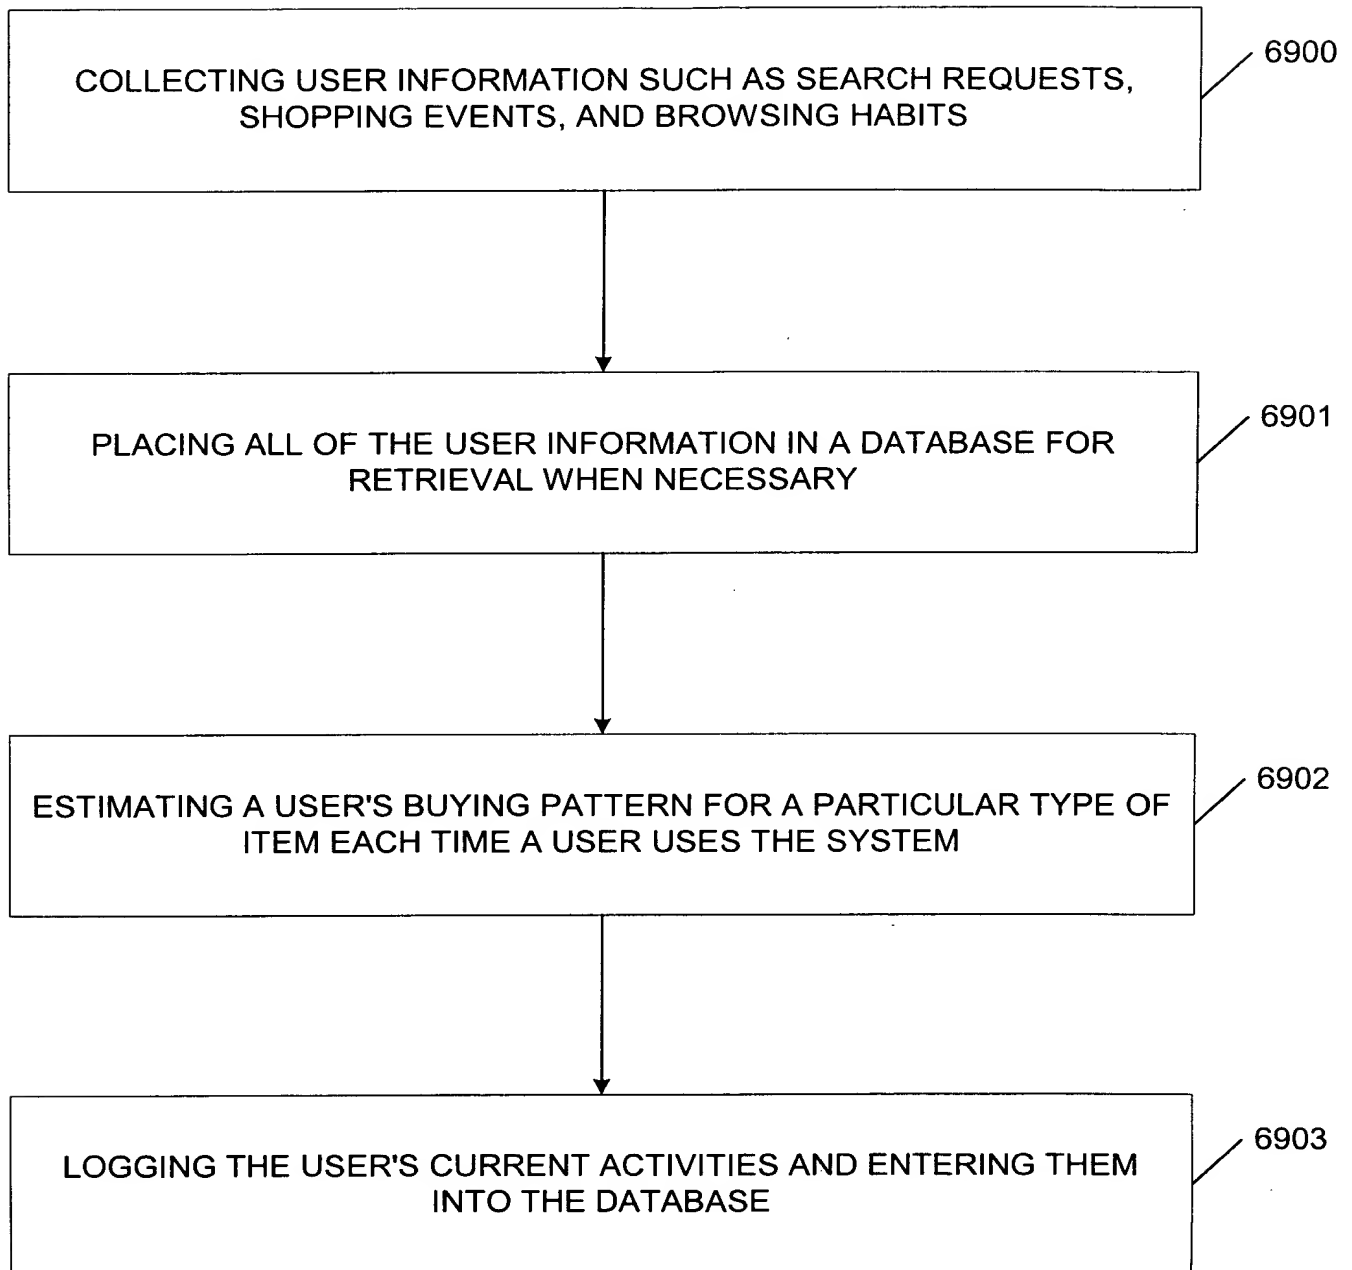 6900
COLLECTING USER INFORMATION SUCH AS SEARCH REQUESTS,
SHOPPING EVENTS, AND BROWSING HABITS
6901
PLACING ALL OF THE USER INFORMATION IN A DATABASE FOR
RETRIEVAL WHEN NECESSARY
6902
ESTIMATING A USER'S BUYING PATTERN FOR A PARTICULAR TYPE OF
ITEM EACH TIME A USER USES THE SYSTEM
6903
LOGGING THE USER'S CURRENT ACTIVITIES AND ENTERING THEM
INTO THE DATABASE